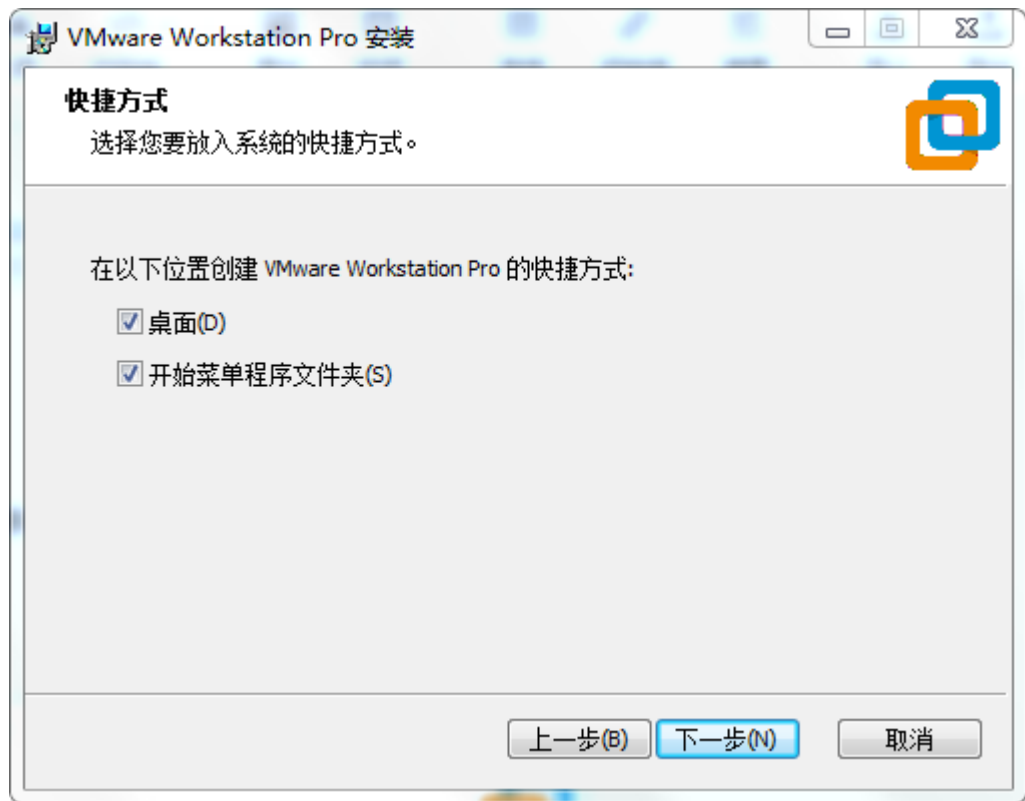 VMware Workstation Pro 安装
快捷方式
选择您要放入系统的快捷方式。
在以下位置创建 VMware Workstation Pro 的快捷方式:
桌面(D)
开始菜单程序文件夹(S)
上一步(B) 下一步(N) 取消